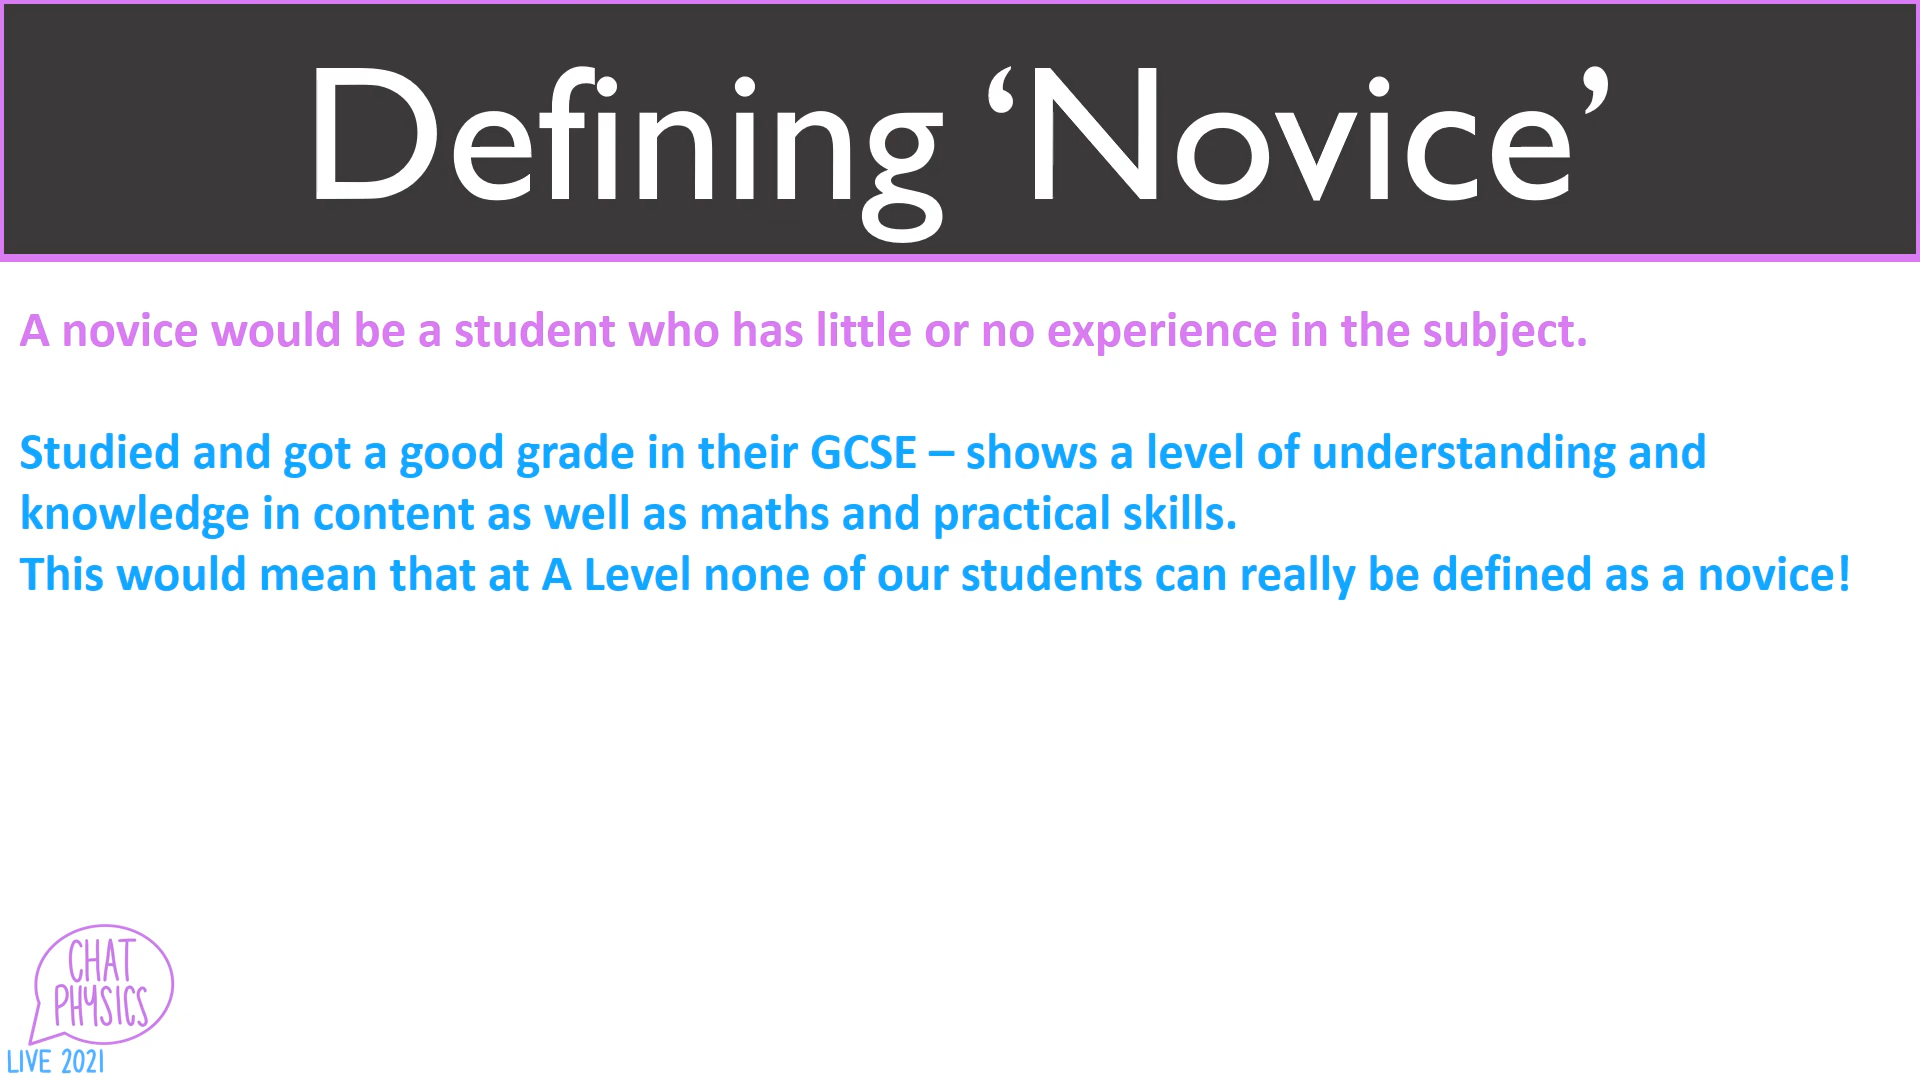 Defining ‘Novice’
A novice would be a student who has little or no experience in the subject.
Studied and got a good grade in their GCSE – shows a level of understanding and
knowledge in content as well as maths and practical skills.
This would mean that at A Level none of our students can really be defined as a novice!
CHAT
PHYSICS
LIVE 2021